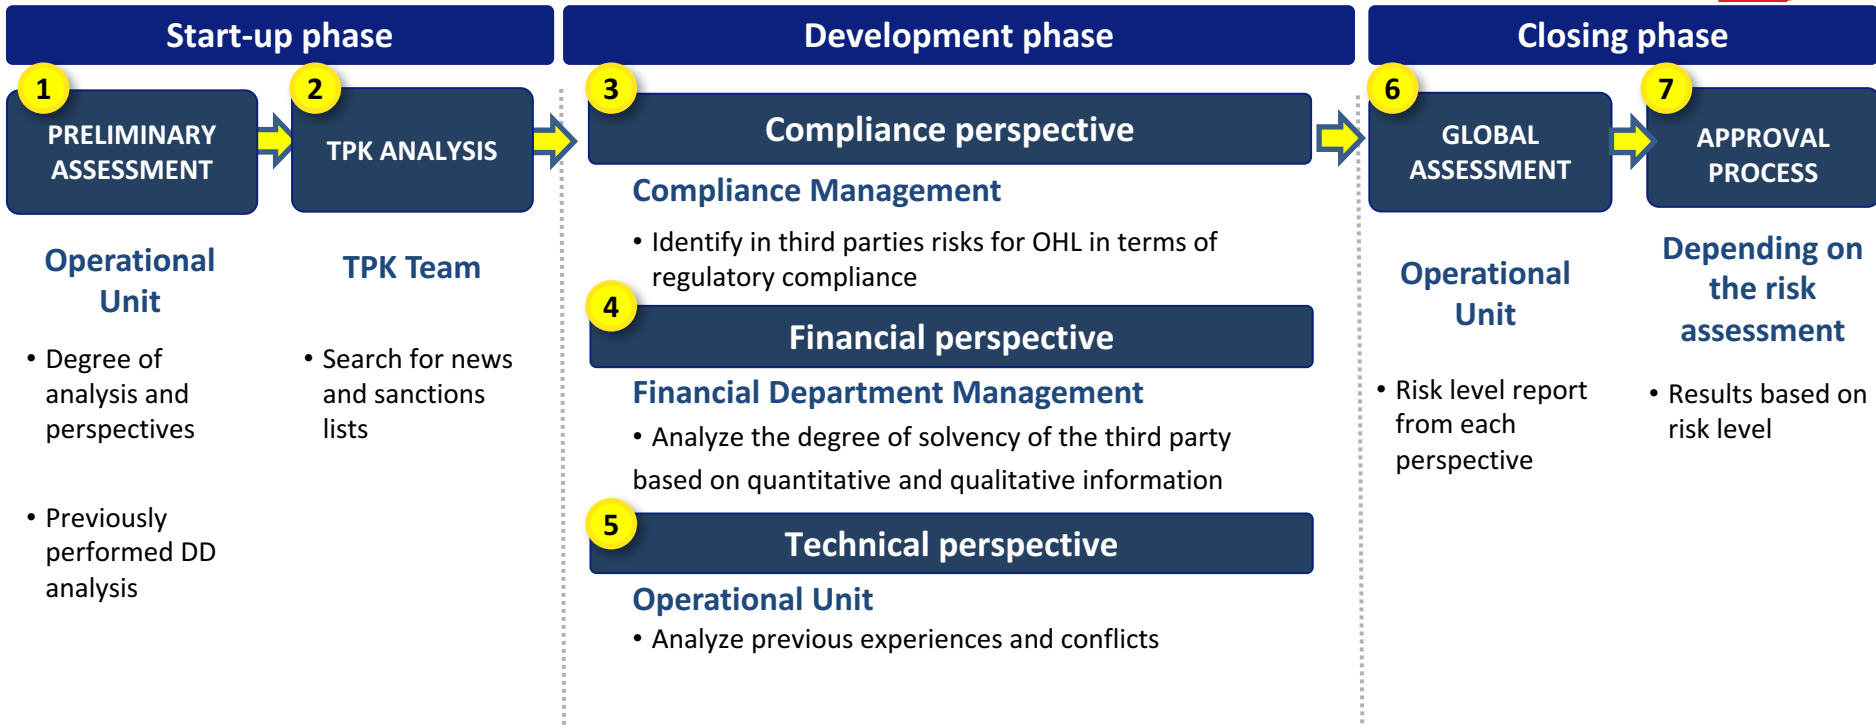 Start-up phase
1
PRELIMINARY
ASSESSMENT
Operational
Unit
• Degree of
analysis and
perspectives
• Previously
performed DD
analysis
2
TPK ANALYSIS
TPK Team
• Search for news
and sanctions
lists
Development phase
3
Compliance perspective
Compliance Management
• Identify in third parties risks for OHL in terms of
regulatory compliance
4
Financial perspective
Financial Department Management
• Analyze the degree of solvency of the third party
based on quantitative and qualitative information
5
Technical perspective
Operational Unit
• Analyze previous experiences and conflicts
Closing phase
6
GLOBAL
ASSESSMENT
Operational
Unit
• Risk level report
from each
perspective
7
APPROVAL
PROCESS
Depending on
the risk
assessment
• Results based on
risk level